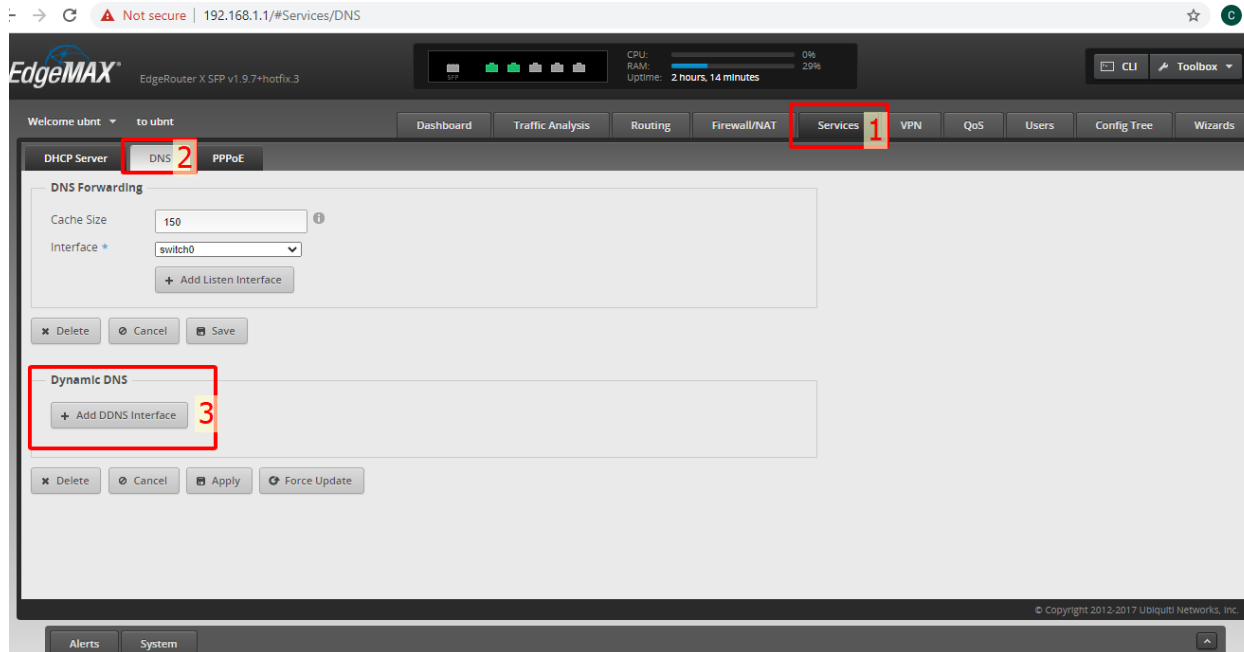 Not secure | 192.168.1.1/#Services/DNS
C
EdgeMAX® EdgeRouter X SFP v1.9.7+hotfix.3
SFP
CPU: 0%
RAM: 29%
Uptime: 2 hours, 14 minutes
CLI Toolbox
Welcome ubnt to ubnt
Dashboard Traffic Analysis Routing Firewall/NAT Services 1 VPN QoS Users Config Tree Wizards
DHCP Server DNS 2 PPPoE
DNS Forwarding
Cache Size 150
Interface * switch0
+ Add Listen Interface
Delete Cancel Save
Dynamic DNS
+ Add DDNS Interface 3
Delete Cancel Apply Force Update
© Copyright 2012-2017 Ubiquiti Networks, Inc.
Alerts System